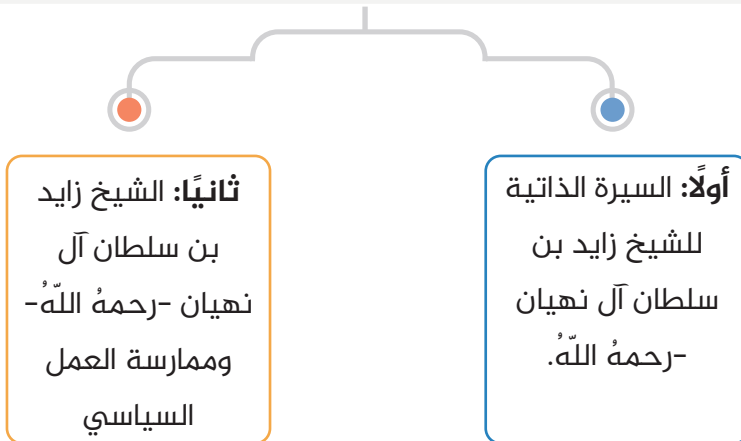 أولًا: السيرة الذاتية
للشيخ زايد بن
سلطان آل نهيان
-رحمهُ اللّهُ.
ثانيًا: الشيخ زايد
بن سلطان آل
نهيان -رحمهُ اللّهُ-
وممارسة العمل
السياسي